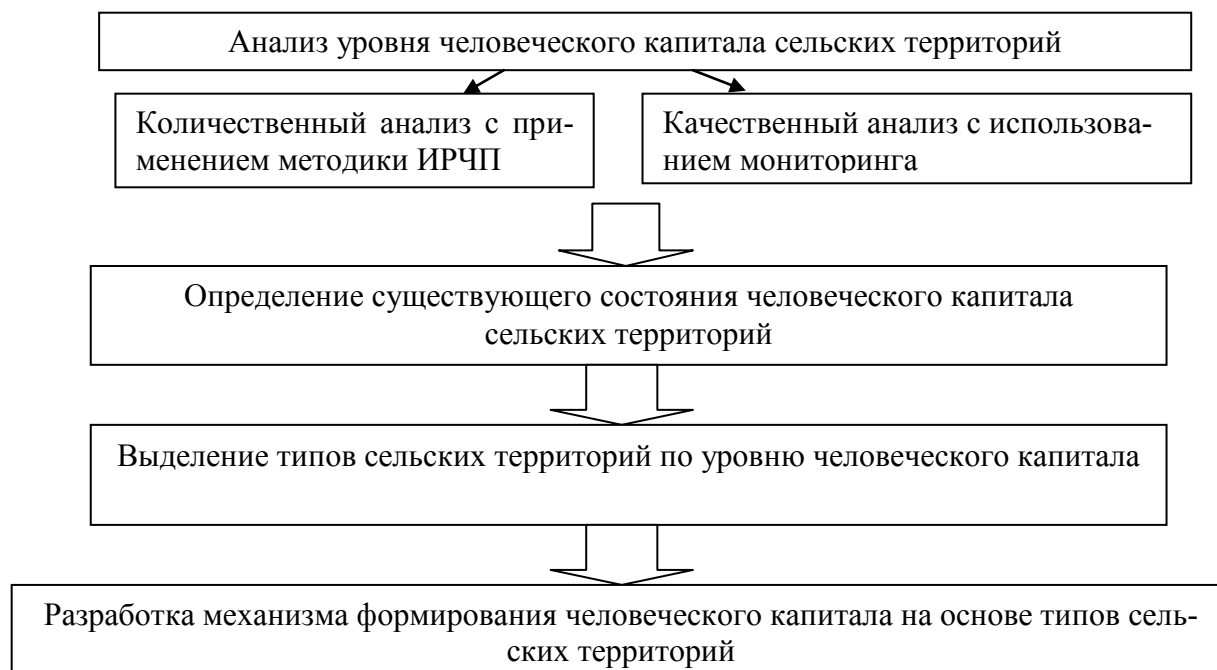 Анализ уровня человеческого капитала сельских территорий
Количественный анализ с при-
менением методики ИРЧП
Качественный анализ с использова-
нием мониторинга
Определение существующего состояния человеческого капитала
сельских территорий
Выделение типов сельских территорий по уровню человеческого капитала
Разработка механизма формирования человеческого капитала на основе типов сель-
ских территорий